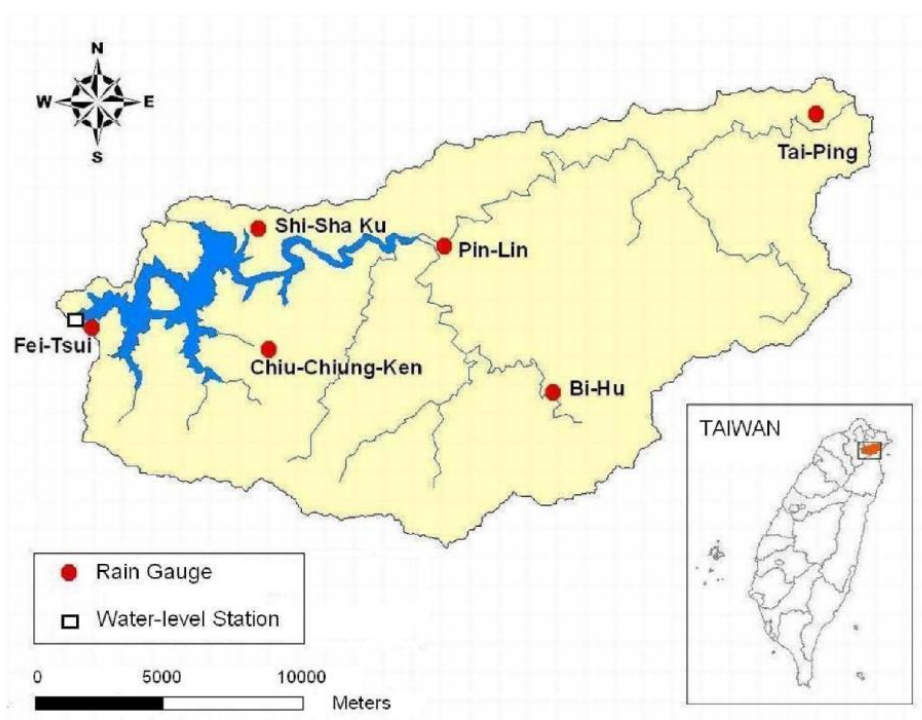 N
W E
S
Tai-Ping
Shi-Sha Ku
Pin-Lin
Fei-Tsui
Chiu-Chiung-Ken
Bi-Hu
TAIWAN
Rain Gauge
Water-level Station
0 5000 10000
Meters